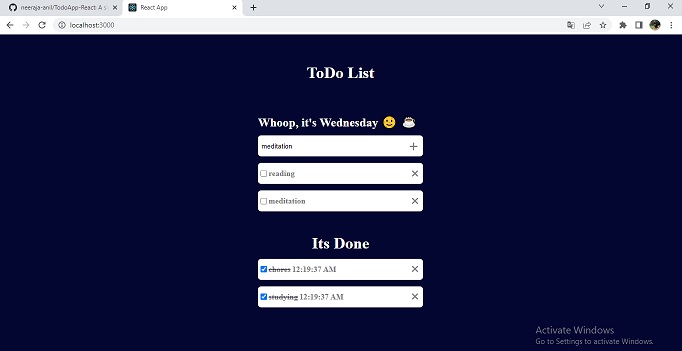 neeraja-anil/TodoApp-React: A si
React App
localhost:3000
ToDo List
Whoop, it's Wednesday 🙂 ☕
meditation
reading
meditation
Its Done
chores 12:19:37 AM
studying 12:19:37 AM
Activate Windows
Go to Settings to activate Windows.